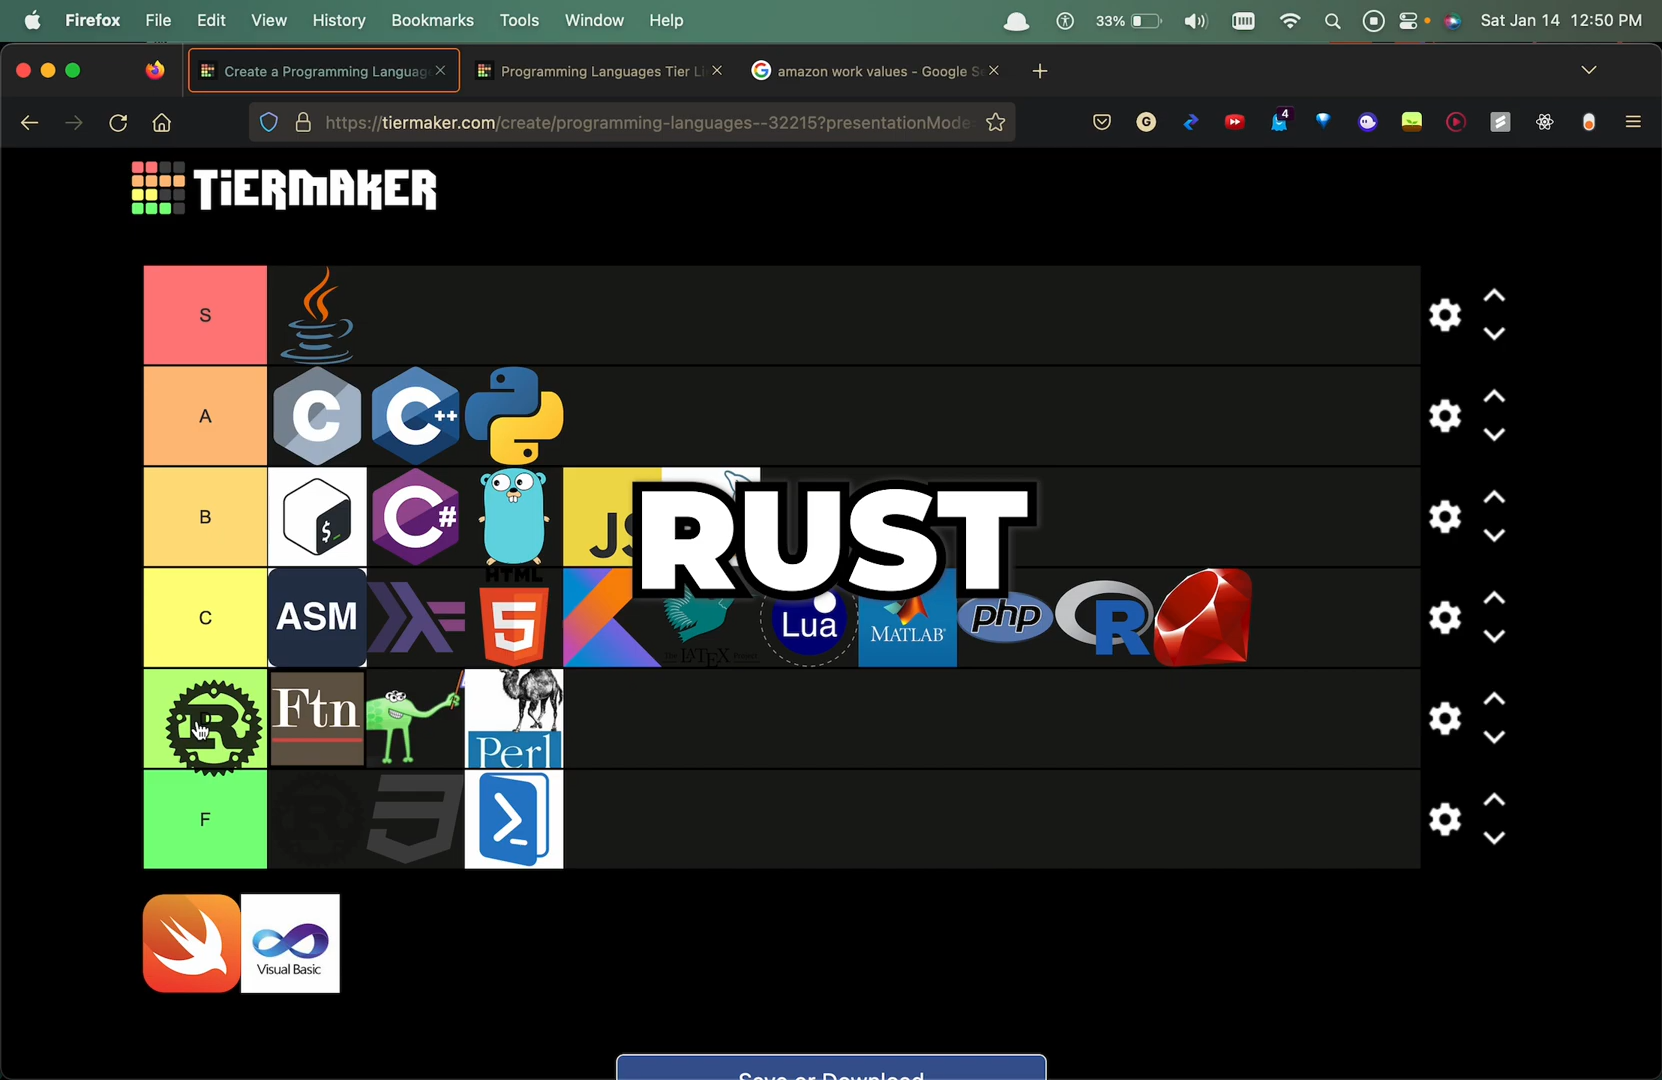 Firefox File Edit View History Bookmarks Tools Window Help 33% Sat Jan 14 12:50 PM
Create a Programming Languag
Programming Languages Tier Li
amazon work values - Google S
https://tiermaker.com/create/programming-languages--32215?presentationMode=
4
TIERMAKER
S
A
C
C++
B
$_
C#
JS
RUST
C
ASM
HTML
5
Lua
MATLAB
php
R
D
R
Ftn
Perl
F
Visual Basic
Save or Download